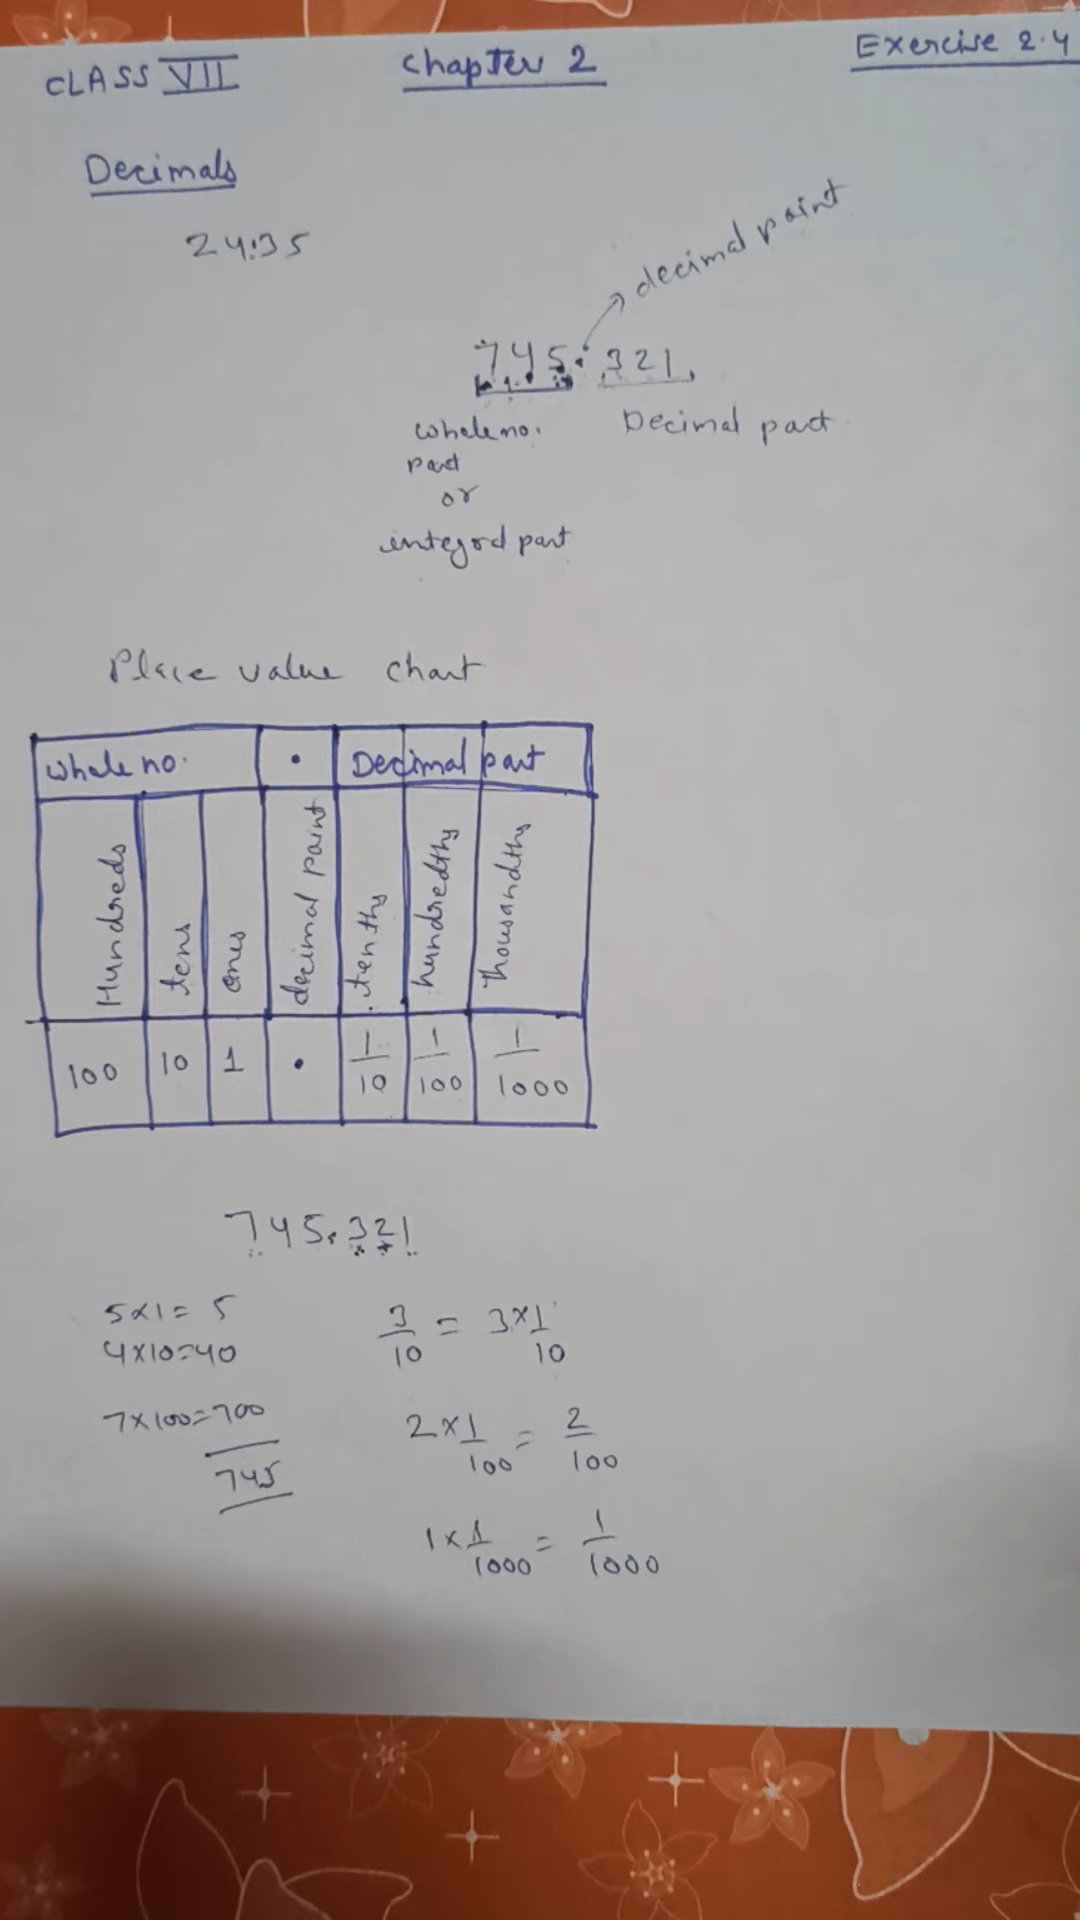 CLASS VII Chapter 2 Exercise 2.4
Decimals
24.35
decimal point
745.321
whole no. Decimal part
part
or
integral part
Place value chart
whole no. . Decimal part
Hundreds tens ones decimal point tenths hundredths thousandths
100 10 1 . 1/10 1/100 1/1000
745.321
5×1= 5 3/10 = 3×1/10
4×10=40
7×100=700 2×1/100 = 2/100
745
1×1/1000 = 1/1000